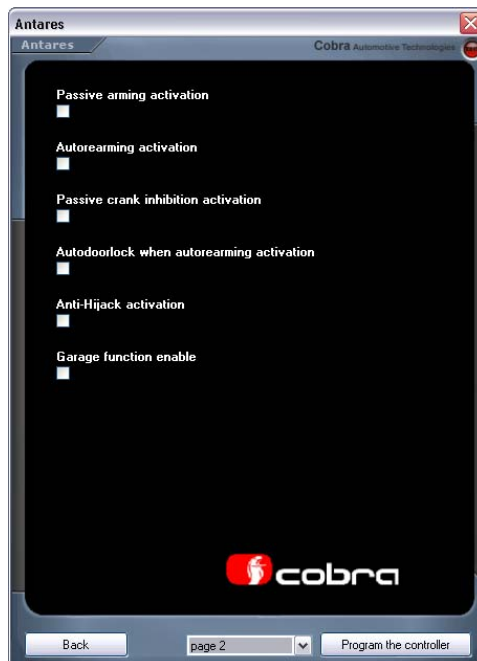 Antares
Antares
Cobra Automotive Technologies
Passive arming activation
Autorearming activation
Passive crank inhibition activation
Autodoorlock when autorearming activation
Anti-Hijack activation
Garage function enable
cobra
Back
page 2
Program the controller